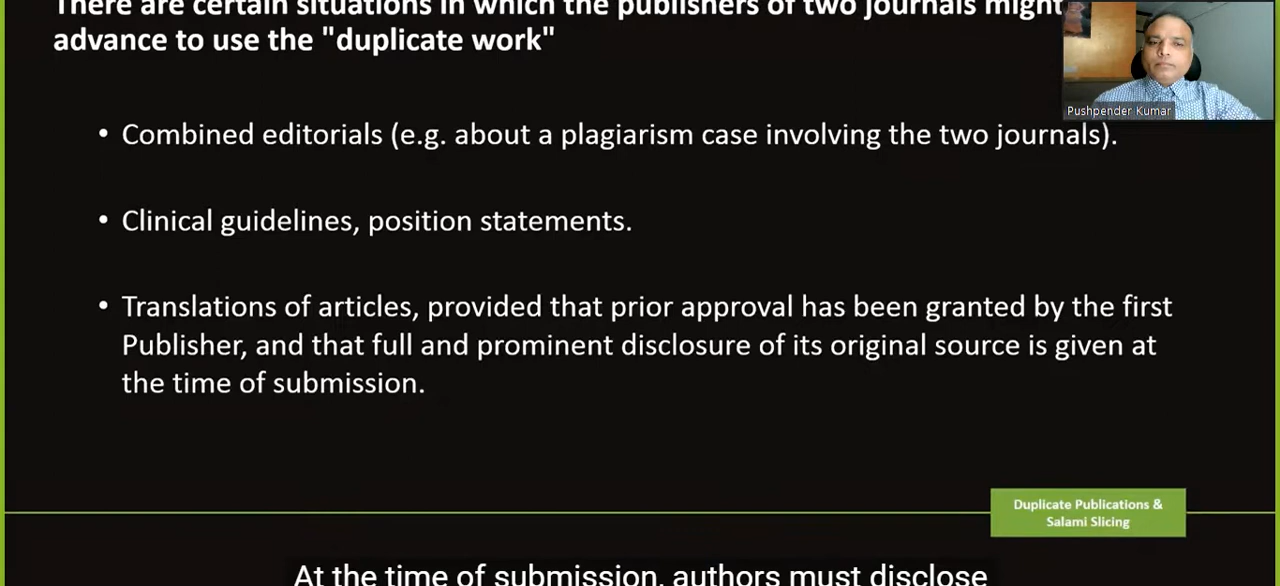 There are certain situations in which the publishers of two journals might
advance to use the "duplicate work"
Pushpender Kumar
• Combined editorials (e.g. about a plagiarism case involving the two journals).
• Clinical guidelines, position statements.
• Translations of articles, provided that prior approval has been granted by the first
Publisher, and that full and prominent disclosure of its original source is given at
the time of submission.
Duplicate Publications &
Salami Slicing
At the time of submission, authors must disclose